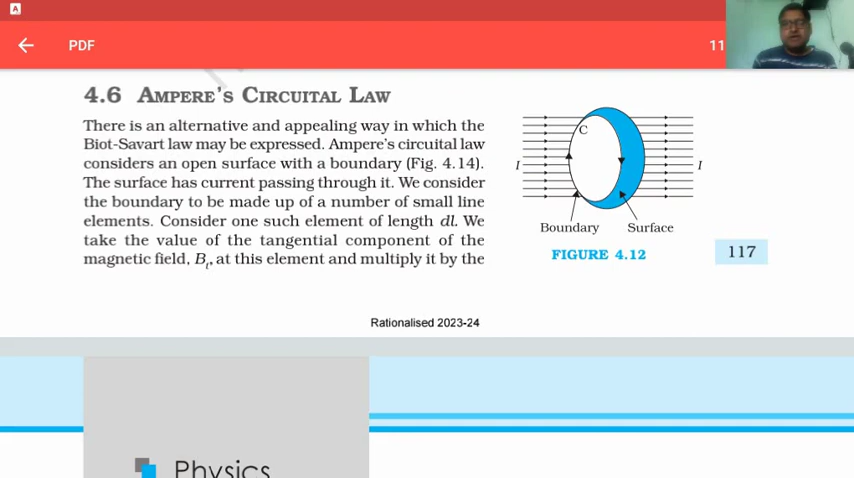 A
PDF
11
4.6 AMPERE'S CIRCUITAL LAW
There is an alternative and appealing way in which the
Biot-Savart law may be expressed. Ampere's circuital law
considers an open surface with a boundary (Fig. 4.14).
The surface has current passing through it. We consider
the boundary to be made up of a number of small line
elements. Consider one such element of length dl. We
take the value of the tangential component of the
magnetic field, Bt, at this element and multiply it by the
C
I
I
Boundary Surface
FIGURE 4.12
117
Rationalised 2023-24
Physics